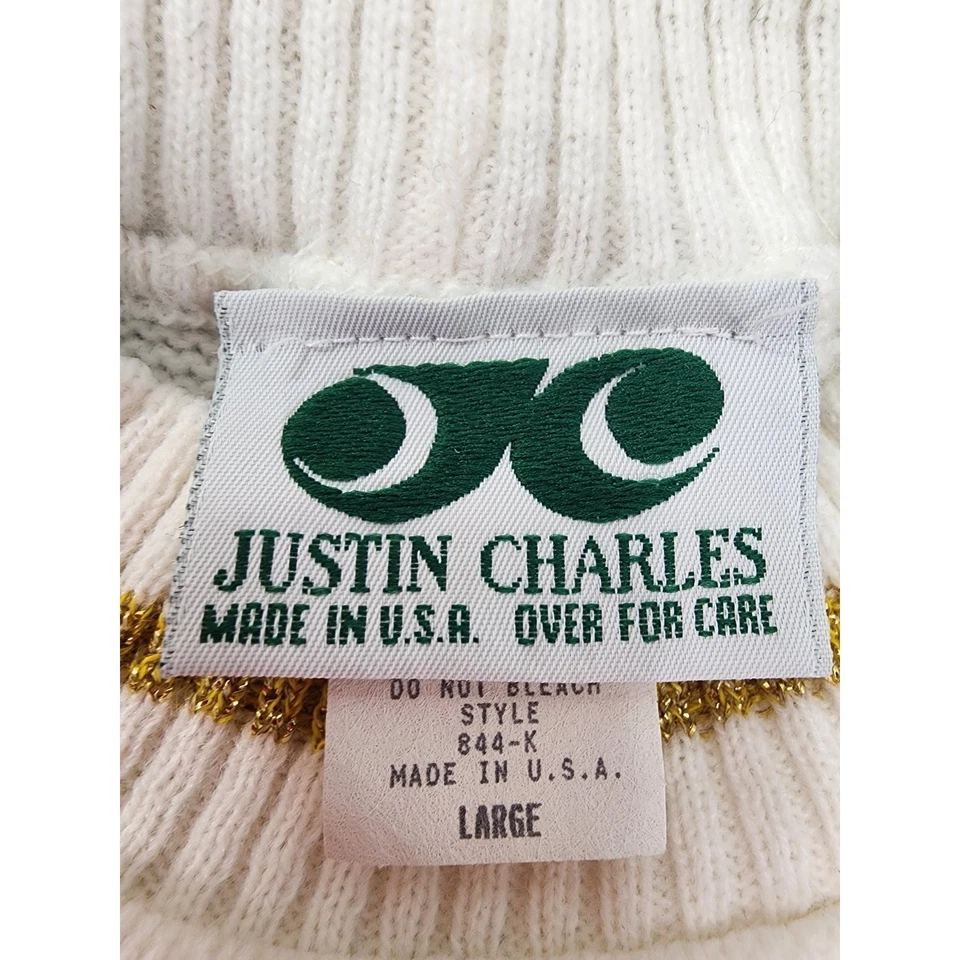 JUSTIN CHARLES
MADE IN U.S.A. OVER FOR CARE
DO NOT BLEACH
STYLE
844-K
MADE IN U.S.A.
LARGE